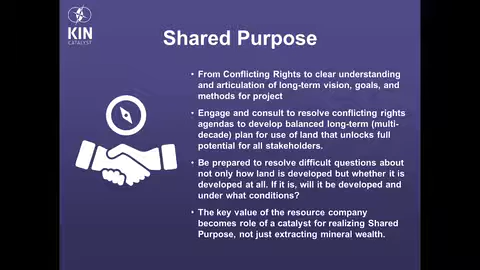 KIN
CATALYST
Shared Purpose
• From Conflicting Rights to clear understanding
and articulation of long-term vision, goals, and
methods for project
• Engage and consult to resolve conflicting rights
agendas to develop balanced long-term (multi-
decade) plan for use of land that unlocks full
potential for all stakeholders.
• Be prepared to resolve difficult questions about
not only how land is developed but whether it is
developed at all. If it is, will it be developed and
under what conditions?
• The key value of the resource company
becomes role of a catalyst for realizing Shared
Purpose, not just extracting mineral wealth.